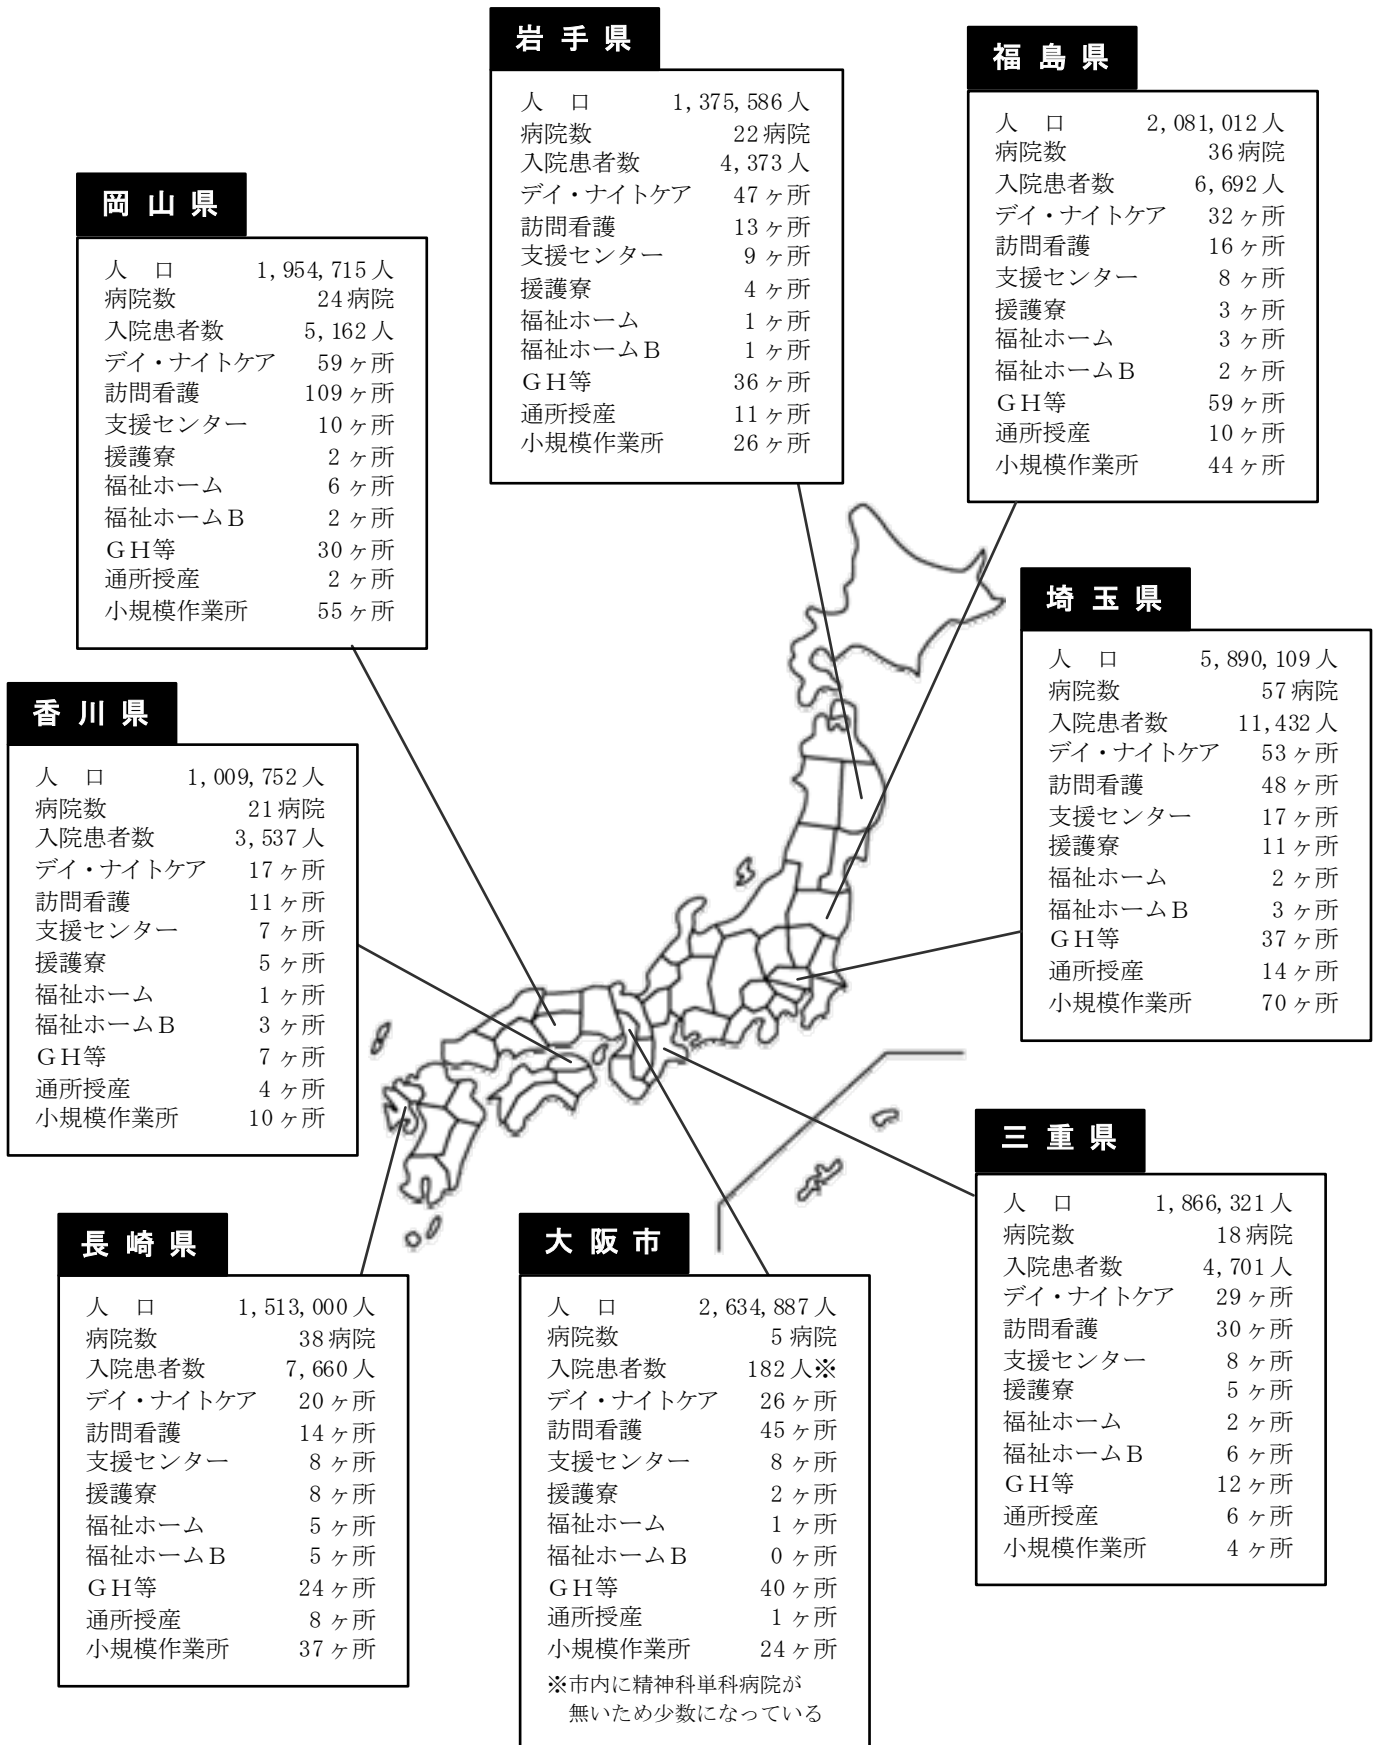 岩手県
人　口 1,375,586人
病院数 22病院
入院患者数 4,373人
デイ・ナイトケア 47ヶ所
訪問看護 13ヶ所
支援センター 9ヶ所
援護寮 4ヶ所
福祉ホーム 1ヶ所
福祉ホームＢ 1ヶ所
ＧＨ等 36ヶ所
通所授産 11ヶ所
小規模作業所 26ヶ所
福島県
人　口 2,081,012人
病院数 36病院
入院患者数 6,692人
デイ・ナイトケア 32ヶ所
訪問看護 16ヶ所
支援センター 8ヶ所
援護寮 3ヶ所
福祉ホーム 3ヶ所
福祉ホームＢ 2ヶ所
ＧＨ等 59ヶ所
通所授産 10ヶ所
小規模作業所 44ヶ所
岡山県
人　口 1,954,715人
病院数 24病院
入院患者数 5,162人
デイ・ナイトケア 59ヶ所
訪問看護 109ヶ所
支援センター 10ヶ所
援護寮 2ヶ所
福祉ホーム 6ヶ所
福祉ホームＢ 2ヶ所
ＧＨ等 30ヶ所
通所授産 2ヶ所
小規模作業所 55ヶ所
埼玉県
人　口 5,890,109人
病院数 57病院
入院患者数 11,432人
デイ・ナイトケア 53ヶ所
訪問看護 48ヶ所
支援センター 17ヶ所
援護寮 11ヶ所
福祉ホーム 2ヶ所
福祉ホームＢ 3ヶ所
ＧＨ等 37ヶ所
通所授産 14ヶ所
小規模作業所 70ヶ所
香川県
人　口 1,009,752人
病院数 21病院
入院患者数 3,537人
デイ・ナイトケア 17ヶ所
訪問看護 11ヶ所
支援センター 7ヶ所
援護寮 5ヶ所
福祉ホーム 1ヶ所
福祉ホームＢ 3ヶ所
ＧＨ等 7ヶ所
通所授産 4ヶ所
小規模作業所 10ヶ所
三重県
人　口 1,866,321人
病院数 18病院
入院患者数 4,701人
デイ・ナイトケア 29ヶ所
訪問看護 30ヶ所
支援センター 8ヶ所
援護寮 5ヶ所
福祉ホーム 2ヶ所
福祉ホームＢ 6ヶ所
ＧＨ等 12ヶ所
通所授産 6ヶ所
小規模作業所 4ヶ所
長崎県
人　口 1,513,000人
病院数 38病院
入院患者数 7,660人
デイ・ナイトケア 20ヶ所
訪問看護 14ヶ所
支援センター 8ヶ所
援護寮 8ヶ所
福祉ホーム 5ヶ所
福祉ホームＢ 5ヶ所
ＧＨ等 24ヶ所
通所授産 8ヶ所
小規模作業所 37ヶ所
大阪市
人　口 2,634,887人
病院数 5病院
入院患者数 182人※
デイ・ナイトケア 26ヶ所
訪問看護 45ヶ所
支援センター 8ヶ所
援護寮 2ヶ所
福祉ホーム 1ヶ所
福祉ホームＢ 0ヶ所
ＧＨ等 40ヶ所
通所授産 1ヶ所
小規模作業所 24ヶ所
※市内に精神科単科病院が
無いため少数になっている